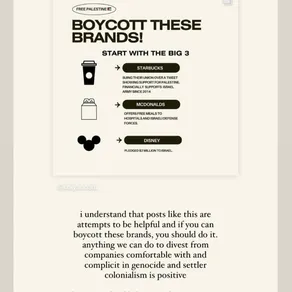 FREE PALESTINE
BOYCOTT THESE
BRANDS!
START WITH THE BIG 3
STARBUCKS
SUING THEIR UNION OVER A TWEET
SHOWING SUPPORT FOR PALESTINE.
FINANCIALLY SUPPORTS ISRAEL
ARMY SINCE 2014
MCDONALDS
OFFERS FREE MEALS TO
HOSPITALS AND ISRAELI DEFENSE
FORCES.
DISNEY
PLEDGED $2 MILLION TO ISRAEL.
i understand that posts like this are
attempts to be helpful and if you can
boycott these brands, you should do it.
anything we can do to divest from
companies comfortable with and
complicit in genocide and settler
colonialism is positive